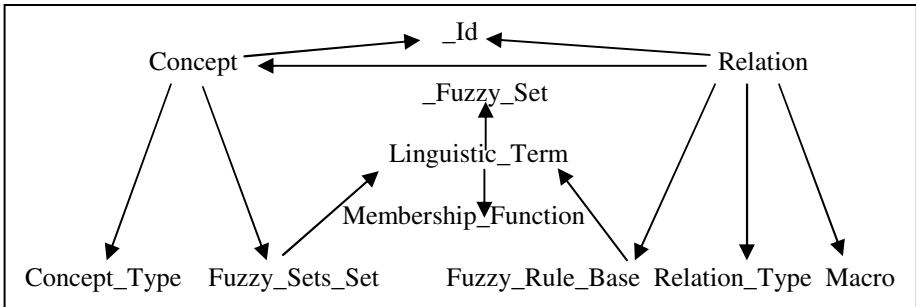 _Id
Concept Relation
_Fuzzy_Set
Linguistic_Term
Membership_Function
Concept_Type Fuzzy_Sets_Set Fuzzy_Rule_Base Relation_Type Macro